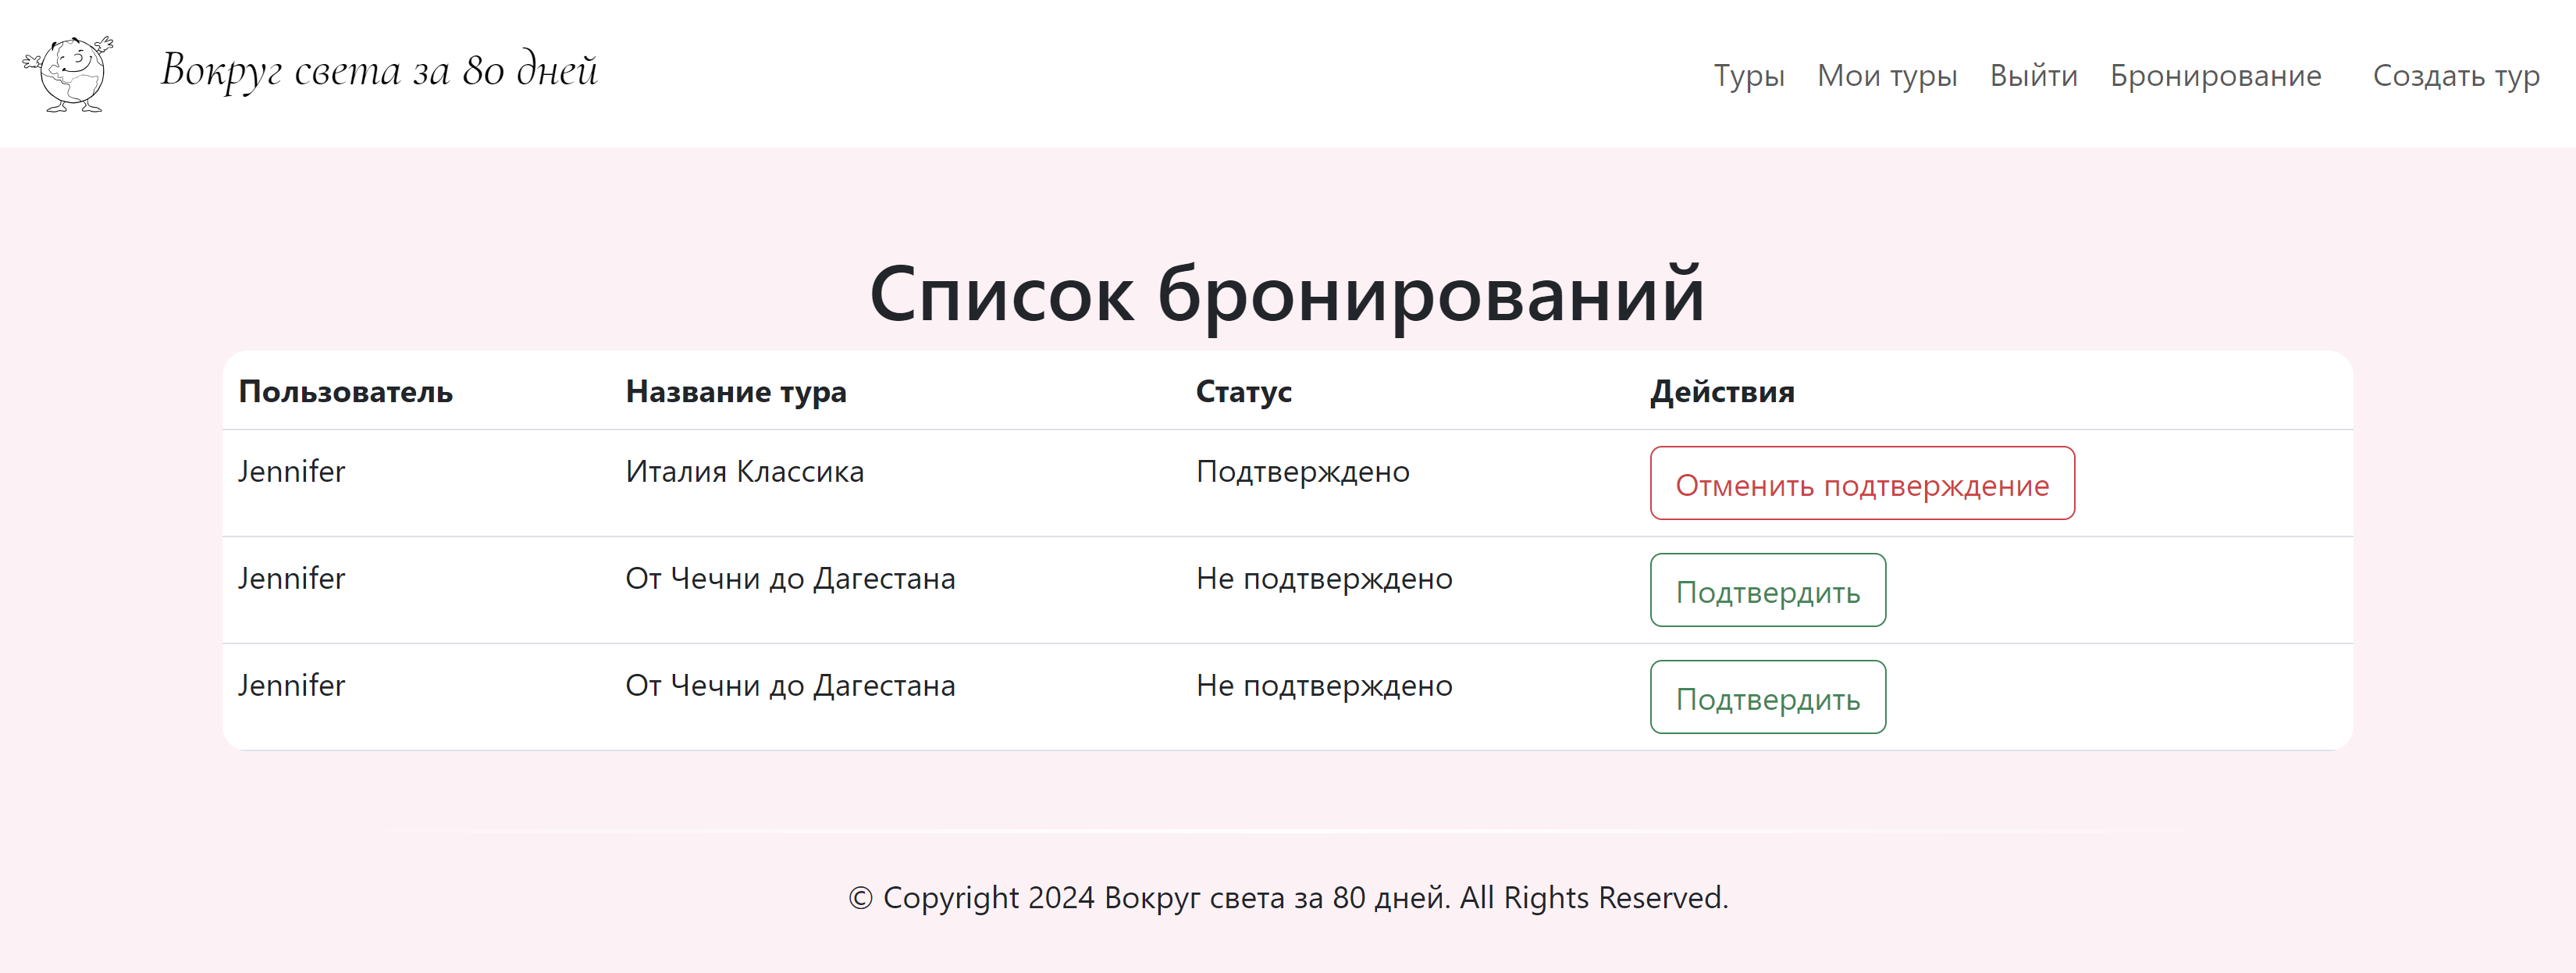 Вокруг света за 80 дней
Туры Мои туры Выйти Бронирование Создать тур
Список бронирований
Пользователь Название тура Статус Действия
Jennifer Италия Классика Подтверждено Отменить подтверждение
Jennifer От Чечни до Дагестана Не подтверждено Подтвердить
Jennifer От Чечни до Дагестана Не подтверждено Подтвердить
© Copyright 2024 Вокруг света за 80 дней. All Rights Reserved.